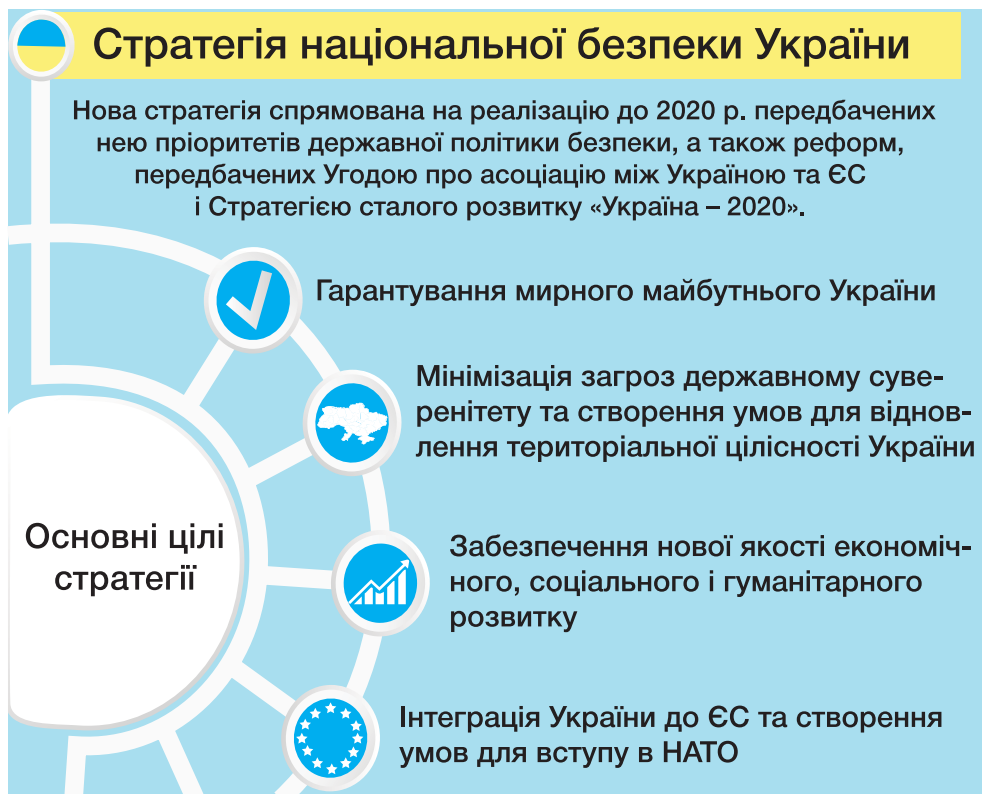 Стратегія національної безпеки України
Нова стратегія спрямована на реалізацію до 2020 р. передбачених
нею пріоритетів державної політики безпеки, а також реформ,
передбачених Угодою про асоціацію між Україною та ЄС
і Стратегією сталого розвитку «Україна – 2020».
Гарантування мирного майбутнього України
Мінімізація загроз державному суве-
ренітету та створення умов для віднов-
лення територіальної цілісності України
Основні цілі
стратегії
Забезпечення нової якості економіч-
ного, соціального і гуманітарного
розвитку
Інтеграція України до ЄС та створення
умов для вступу в НАТО